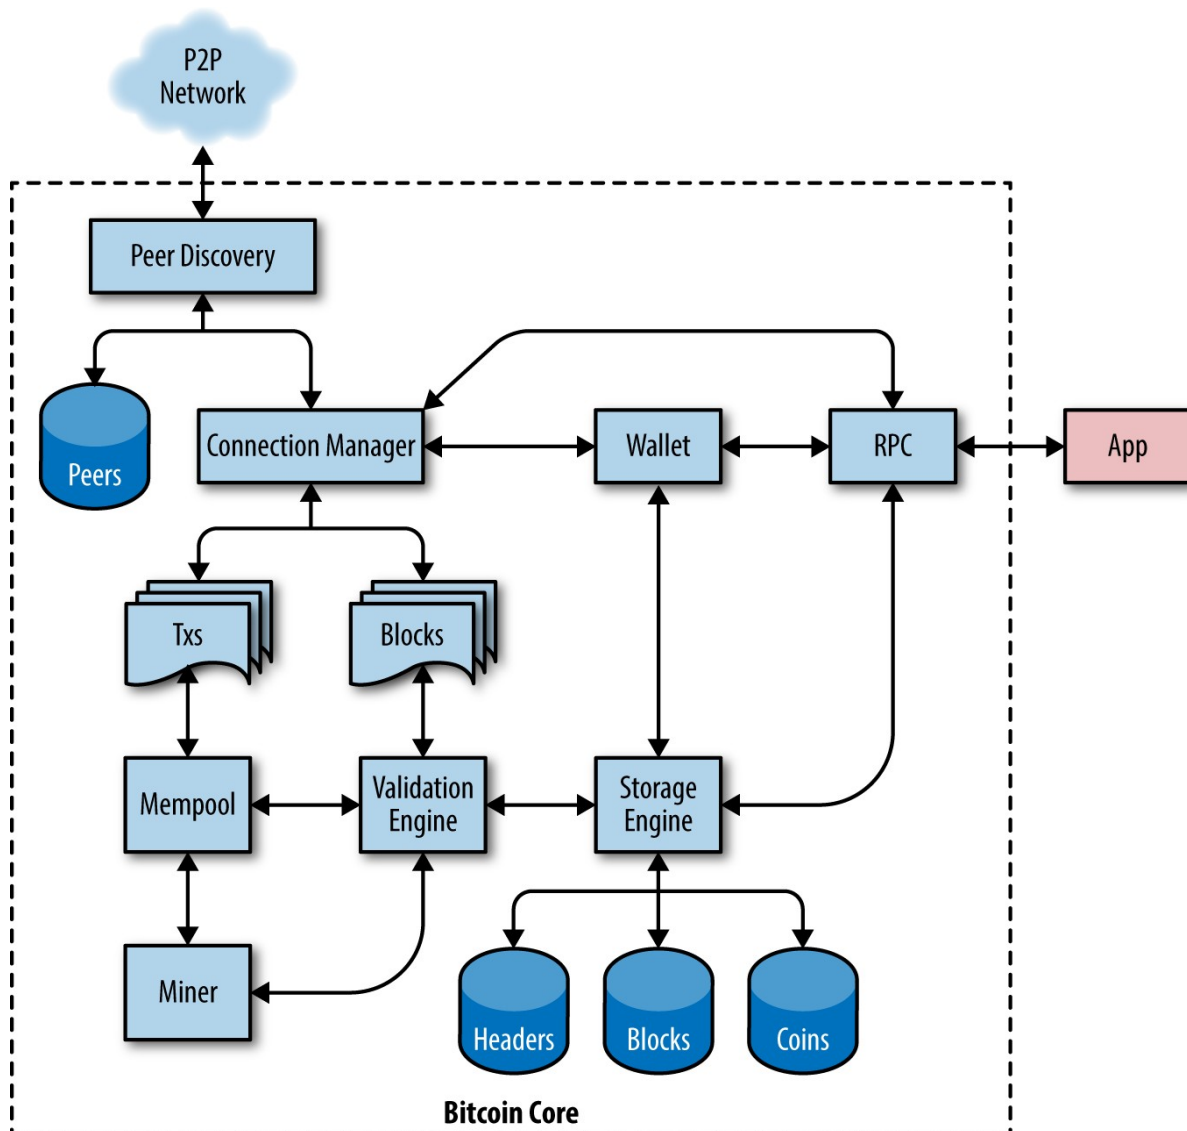 P2P
Network
Peer Discovery
Peers
Connection Manager
Wallet
RPC
App
Txs
Blocks
Mempool
Validation
Engine
Storage
Engine
Miner
Headers
Blocks
Coins
Bitcoin Core